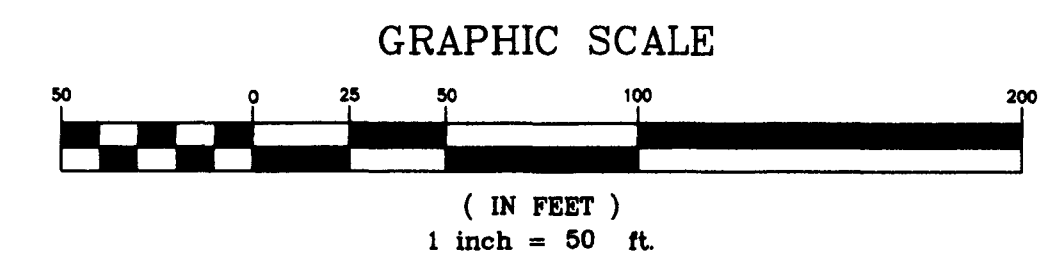 GRAPHIC SCALE
50 0 25 50 100 200
( IN FEET )
1 inch = 50 ft.